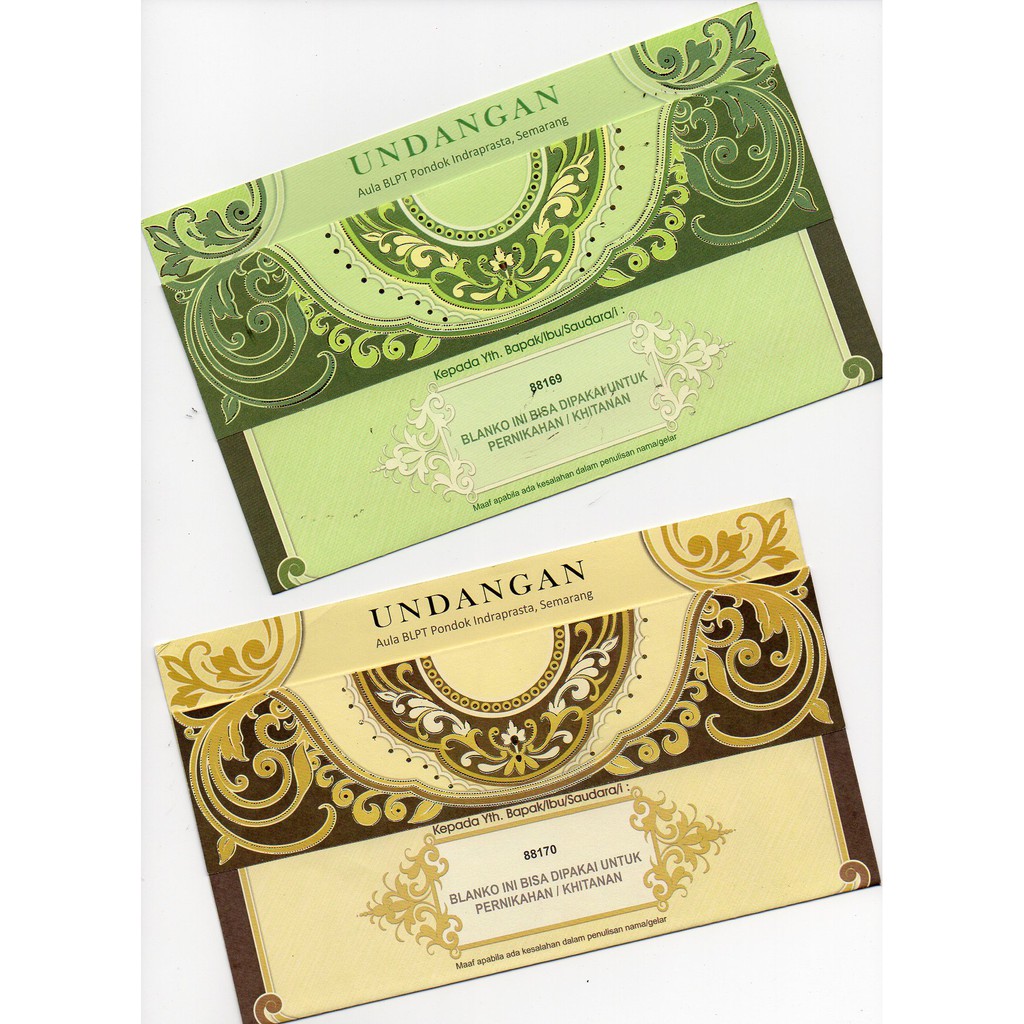 UNDANGAN
Aula BLPT Pondok Indraprasta, Semarang
Kepada Yth. Bapak/Ibu/Saudara/i :
88169
BLANKO INI BISA DIPAKAI UNTUK
PERNIKAHAN / KHITANAN
Maaf apabila ada kesalahan dalam penulisan nama/gelar
UNDANGAN
Aula BLPT Pondok Indraprasta, Semarang
Kepada Yth. Bapak/Ibu/Saudara/i :
88170
BLANKO INI BISA DIPAKAI UNTUK
PERNIKAHAN / KHITANAN
Maaf apabila ada kesalahan dalam penulisan nama/gelar